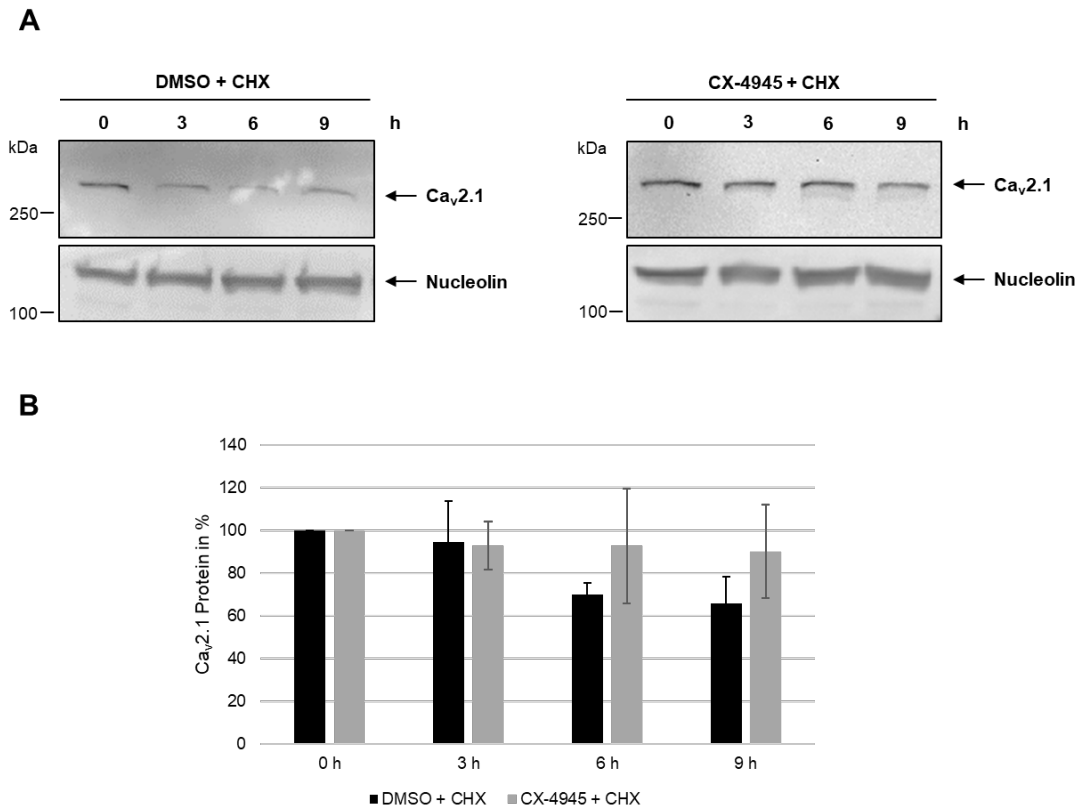 A
DMSO + CHX
0 3 6 9 h
kDa
250
Cav2.1
100
Nucleolin
CX-4945 + CHX
0 3 6 9 h
kDa
250
Cav2.1
100
Nucleolin
B
Cav2.1 Protein in %
140
120
100
80
60
40
20
0
0 h 3 h 6 h 9 h
DMSO + CHX CX-4945 + CHX